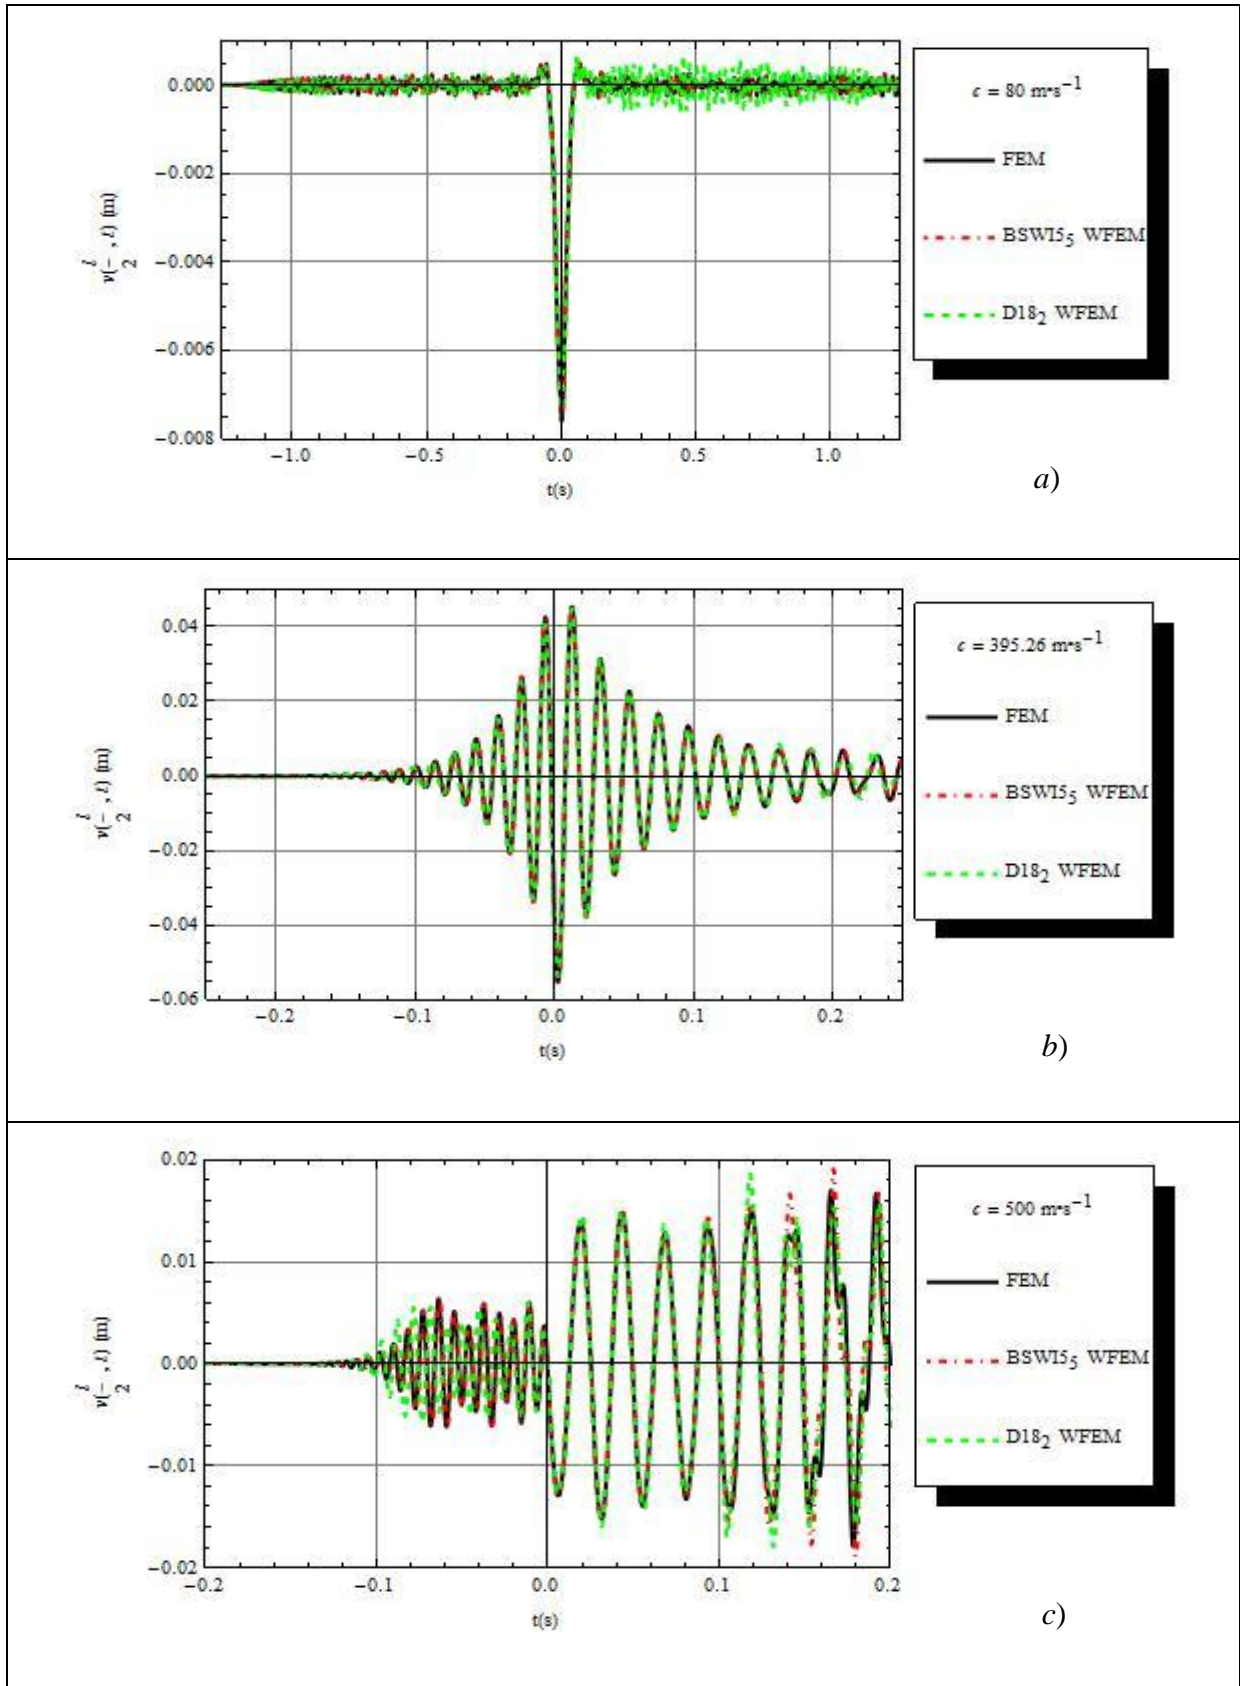 0.000
−0.002
−0.004
−0.006
−0.008
v(l/2, t) (m)
−1.0 −0.5 0.0 0.5 1.0
t(s)
c = 80 m•s⁻¹
FEM
BSWI5₅ WFEM
D18₂ WFEM
a)
0.04
0.02
0.00
−0.02
−0.04
−0.06
v(l/2, t) (m)
−0.2 −0.1 0.0 0.1 0.2
t(s)
c = 395.26 m•s⁻¹
FEM
BSWI5₅ WFEM
D18₂ WFEM
b)
0.02
0.01
0.00
−0.01
−0.02
v(l/2, t) (m)
−0.2 −0.1 0.0 0.1 0.2
t(s)
c = 500 m•s⁻¹
FEM
BSWI5₅ WFEM
D18₂ WFEM
c)